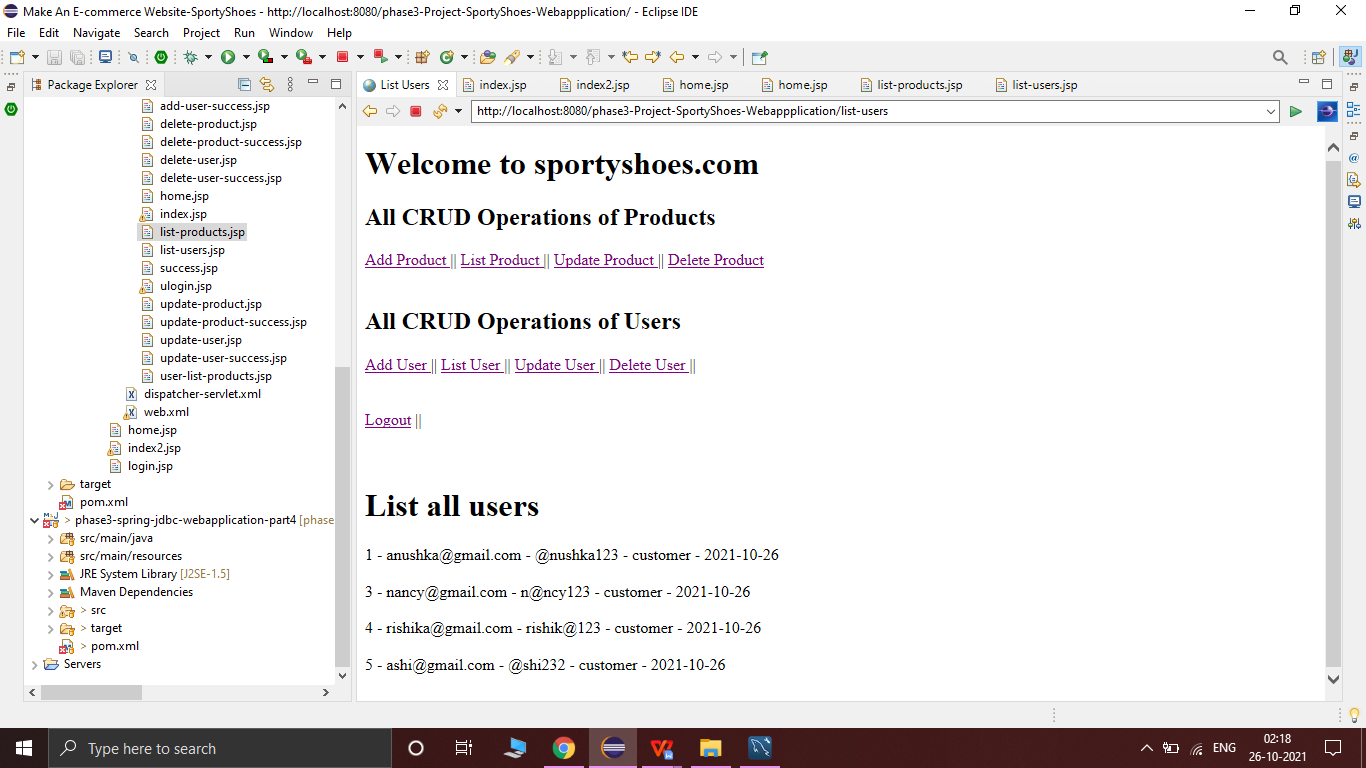 Make An E-commerce Website-SportyShoes - http://localhost:8080/phase3-Project-SportyShoes-Webappplication/ - Eclipse IDE
File Edit Navigate Search Project Run Window Help
Package Explorer
add-user-success.jsp
delete-product.jsp
delete-product-success.jsp
delete-user.jsp
delete-user-success.jsp
home.jsp
index.jsp
list-products.jsp
list-users.jsp
success.jsp
ulogin.jsp
update-product.jsp
update-product-success.jsp
update-user.jsp
update-user-success.jsp
user-list-products.jsp
dispatcher-servlet.xml
web.xml
home.jsp
index2.jsp
login.jsp
target
pom.xml
> phase3-spring-jdbc-webapplication-part4 [phase
src/main/java
src/main/resources
JRE System Library [J2SE-1.5]
Maven Dependencies
> src
> target
> pom.xml
Servers
List Users index.jsp index2.jsp home.jsp home.jsp list-products.jsp list-users.jsp
http://localhost:8080/phase3-Project-SportyShoes-Webappplication/list-users
Welcome to sportyshoes.com
All CRUD Operations of Products
Add Product || List Product || Update Product || Delete Product
All CRUD Operations of Users
Add User || List User || Update User || Delete User ||
Logout ||
List all users
1 - anushka@gmail.com - @nushka123 - customer - 2021-10-26
3 - nancy@gmail.com - n@ncy123 - customer - 2021-10-26
4 - rishika@gmail.com - rishik@123 - customer - 2021-10-26
5 - ashi@gmail.com - @shi232 - customer - 2021-10-26
Type here to search
ENG
02:18
26-10-2021